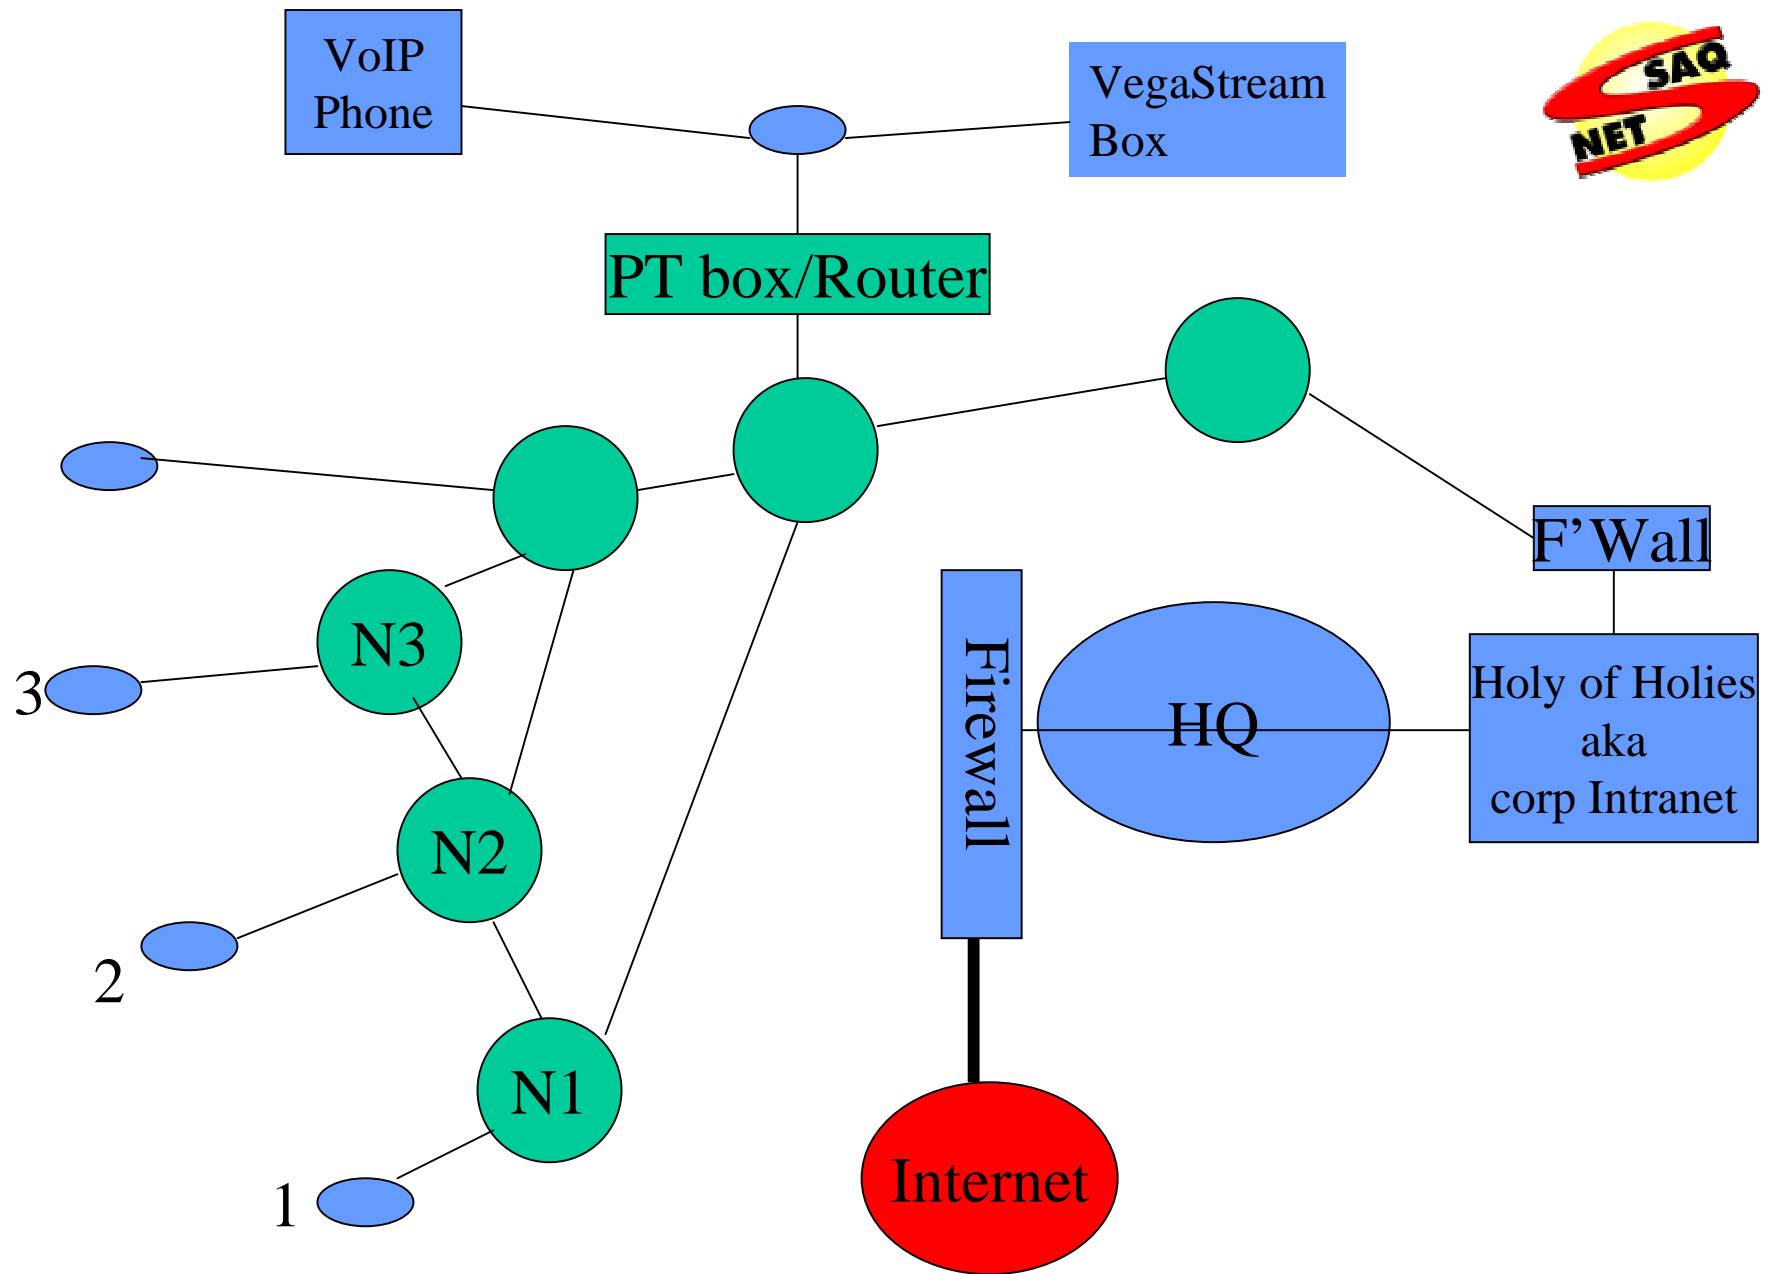 VoIP
Phone
VegaStream
Box
SAQ
NET
PT box/Router
F’Wall
N3
3
Firewall
HQ
Holy of Holies
aka
corp Intranet
N2
2
N1
1
Internet